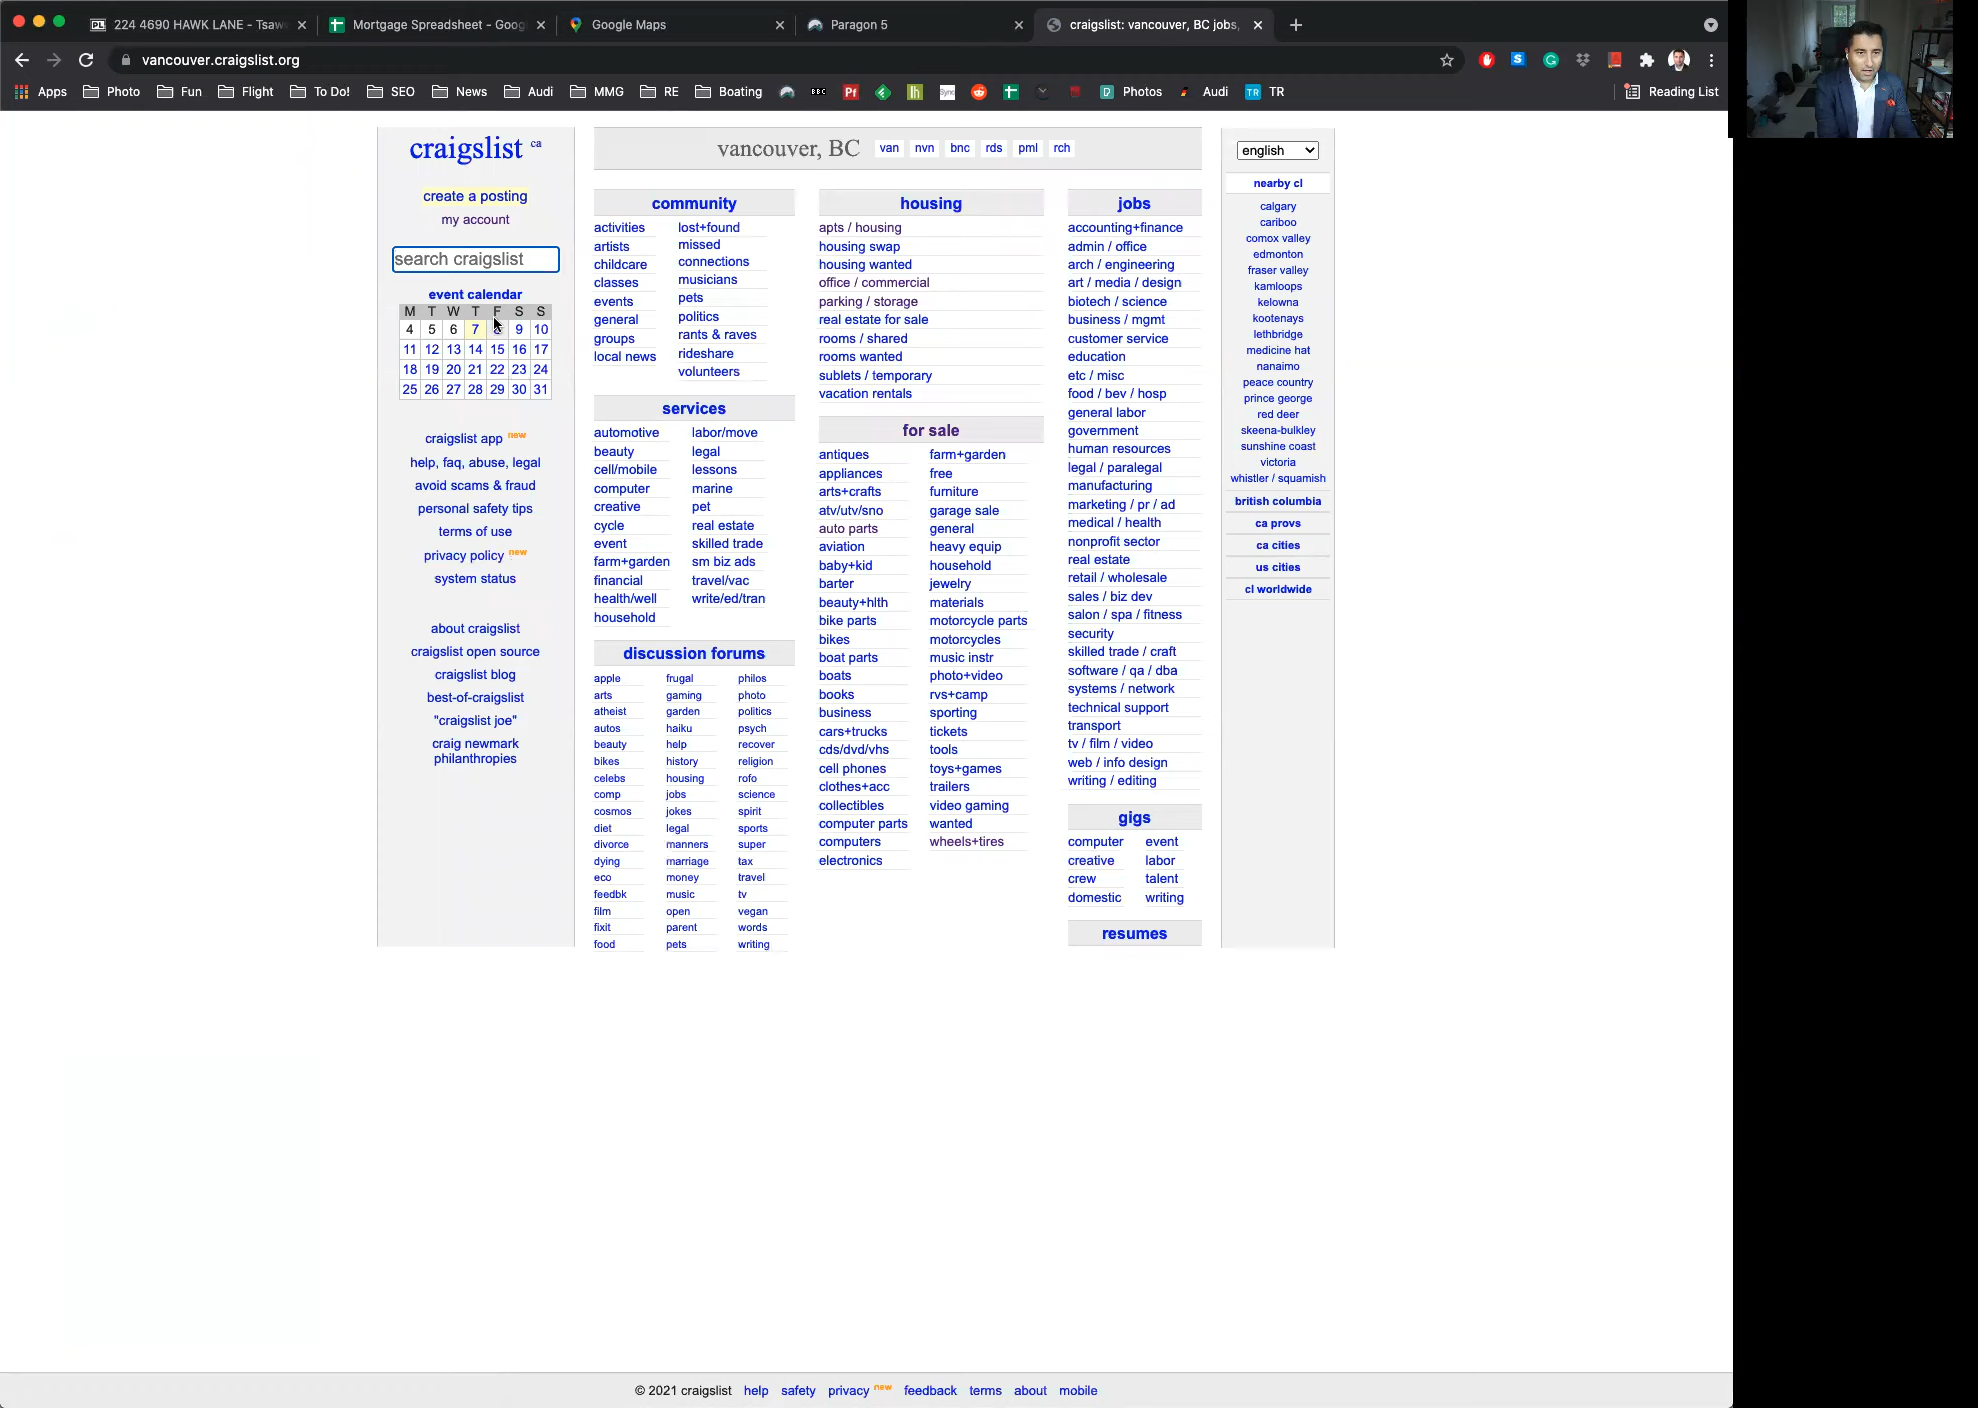 224 4690 HAWK LANE - Tsaw
Mortgage Spreadsheet - Goog
Google Maps
Paragon 5
craigslist: vancouver, BC jobs,
vancouver.craigslist.org
Apps
Photo
Fun
Flight
To Do!
SEO
News
Audi
MMG
RE
Boating
BBC
Pf
lh
Sync
Photos
Audi
TR
TR
Reading List
craigslist ca
create a posting
my account
search craigslist
event calendar
M T W T F S S
4 5 6 7 8 9 10
11 12 13 14 15 16 17
18 19 20 21 22 23 24
25 26 27 28 29 30 31
craigslist app new
help, faq, abuse, legal
avoid scams & fraud
personal safety tips
terms of use
privacy policy new
system status
about craigslist
craigslist open source
craigslist blog
best-of-craigslist
"craigslist joe"
craig newmark
philanthropies
vancouver, BC van nvn bnc rds pml rch
community
activities
artists
childcare
classes
events
general
groups
local news
lost+found
missed
connections
musicians
pets
politics
rants & raves
rideshare
volunteers
services
automotive
beauty
cell/mobile
computer
creative
cycle
event
farm+garden
financial
health/well
household
labor/move
legal
lessons
marine
pet
real estate
skilled trade
sm biz ads
travel/vac
write/ed/tran
discussion forums
apple
arts
atheist
autos
beauty
bikes
celebs
comp
cosmos
diet
divorce
dying
eco
feedbk
film
fixit
food
frugal
gaming
garden
haiku
help
history
housing
jobs
jokes
legal
manners
marriage
money
music
open
parent
pets
philos
photo
politics
psych
recover
religion
rofo
science
spirit
sports
super
tax
travel
tv
vegan
words
writing
housing
apts / housing
housing swap
housing wanted
office / commercial
parking / storage
real estate for sale
rooms / shared
rooms wanted
sublets / temporary
vacation rentals
for sale
antiques
appliances
arts+crafts
atv/utv/sno
auto parts
aviation
baby+kid
barter
beauty+hlth
bike parts
bikes
boat parts
boats
books
business
cars+trucks
cds/dvd/vhs
cell phones
clothes+acc
collectibles
computer parts
computers
electronics
farm+garden
free
furniture
garage sale
general
heavy equip
household
jewelry
materials
motorcycle parts
motorcycles
music instr
photo+video
rvs+camp
sporting
tickets
tools
toys+games
trailers
video gaming
wanted
wheels+tires
jobs
accounting+finance
admin / office
arch / engineering
art / media / design
biotech / science
business / mgmt
customer service
education
etc / misc
food / bev / hosp
general labor
government
human resources
legal / paralegal
manufacturing
marketing / pr / ad
medical / health
nonprofit sector
real estate
retail / wholesale
sales / biz dev
salon / spa / fitness
security
skilled trade / craft
software / qa / dba
systems / network
technical support
transport
tv / film / video
web / info design
writing / editing
gigs
computer
creative
crew
domestic
event
labor
talent
writing
resumes
english
nearby cl
calgary
cariboo
comox valley
edmonton
fraser valley
kamloops
kelowna
kootenays
lethbridge
medicine hat
nanaimo
peace country
prince george
red deer
skeena-bulkley
sunshine coast
victoria
whistler / squamish
british columbia
ca provs
ca cities
us cities
cl worldwide
© 2021 craigslist help safety privacy new feedback terms about mobile